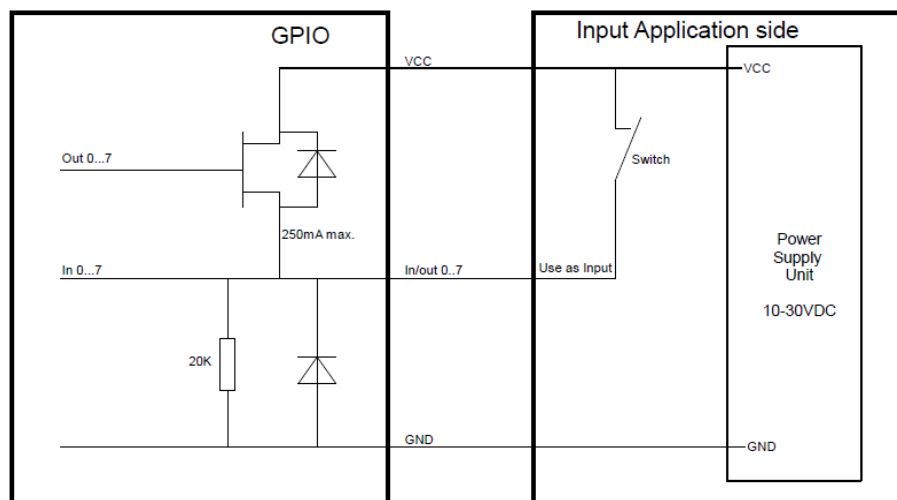 GPIO
Input Application side
VCC
VCC
Out 0...7
Switch
250mA max.
In 0...7
In/out 0..7
Use as Input
Power
Supply
Unit
10-30VDC
20K
GND
GND